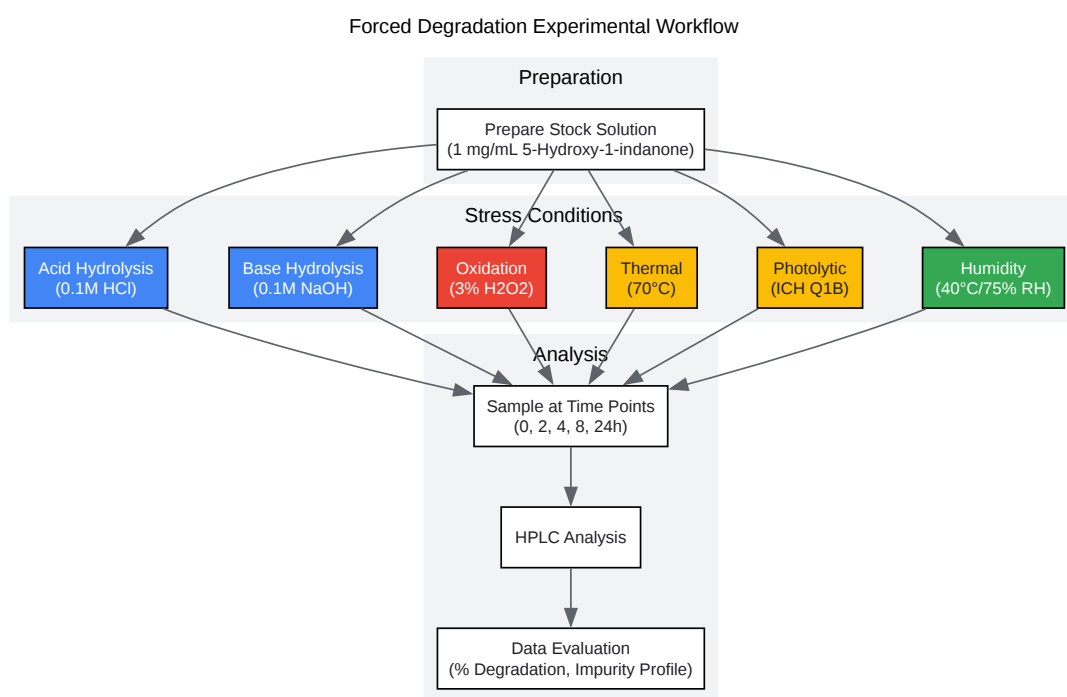 Forced Degradation Experimental Workflow
Preparation
Prepare Stock Solution
(1 mg/mL 5-Hydroxy-1-indanone)
Stress Conditions
Acid Hydrolysis
(0.1M HCl)
Base Hydrolysis
(0.1M NaOH)
Oxidation
(3% H2O2)
Thermal
(70°C)
Photolytic
(ICH Q1B)
Humidity
(40°C/75% RH)
Analysis
Sample at Time Points
(0, 2, 4, 8, 24h)
HPLC Analysis
Data Evaluation
(% Degradation, Impurity Profile)